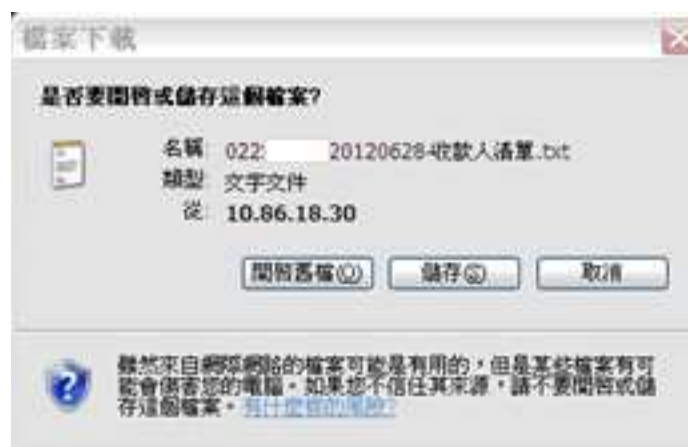 檔案下載
是否要開啟或儲存這個檔案?
名稱 022 20120628-收款人清單.txt
類型 文字文件
從: 10.86.18.30
開啟舊檔(O) 儲存(S) 取消
雖然來自網際網路的檔案可能是有用的，但是某些檔案有可
能會傷害您的電腦。如果您不信任其來源，請不要開啟或儲
存這個檔案。有什麼樣的風險?